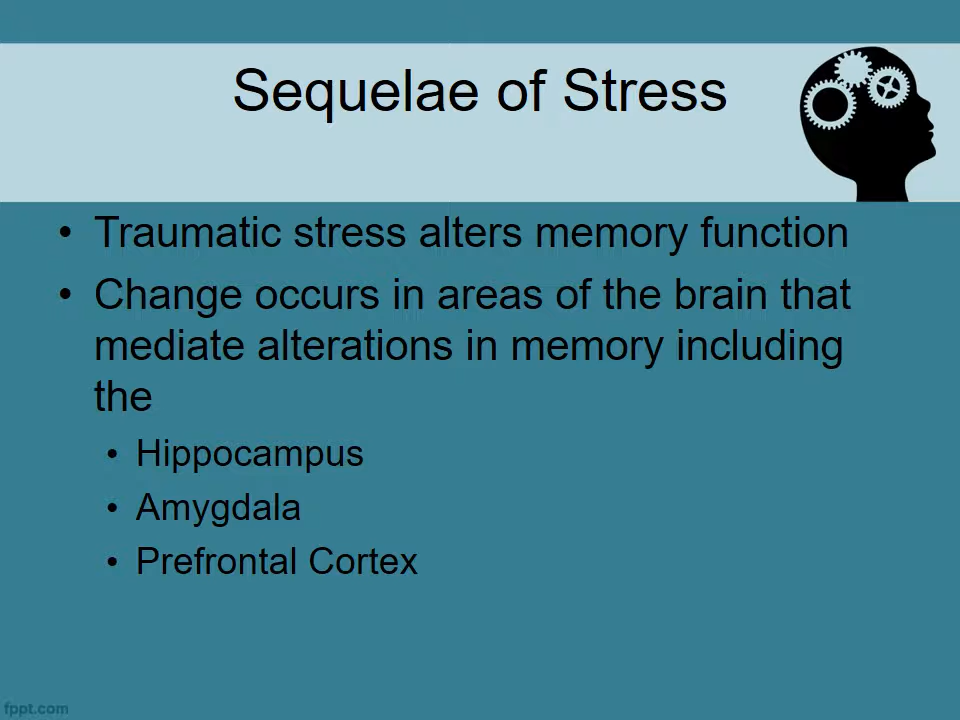 Sequelae of Stress
• Traumatic stress alters memory function
• Change occurs in areas of the brain that
mediate alterations in memory including
the
• Hippocampus
• Amygdala
• Prefrontal Cortex
fppt.com